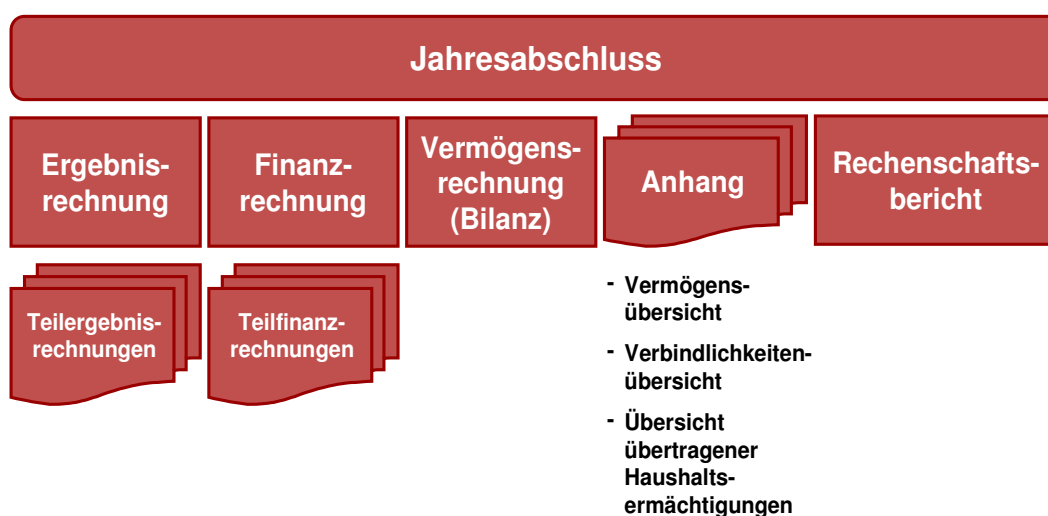 Jahresabschluss
Ergebnis-
rechnung
Finanz-
rechnung
Vermögens-
rechnung
(Bilanz)
Anhang
Rechenschafts-
bericht
Teilergebnis-
rechnungen
Teilfinanz-
rechnungen
- Vermögens-
übersicht
- Verbindlichkeiten-
übersicht
- Übersicht
übertragener
Haushalts-
ermächtigungen